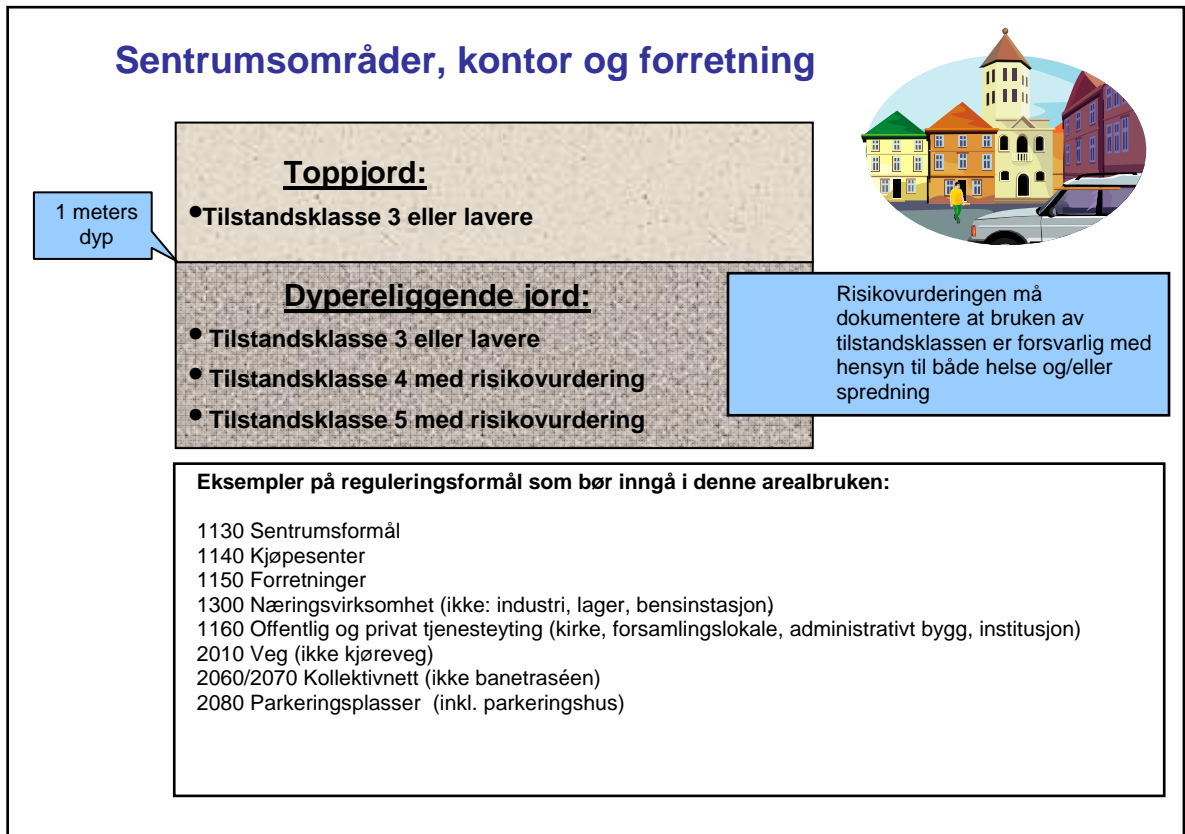 Sentrumsområder, kontor og forretning
Toppjord:
•Tilstandsklasse 3 eller lavere
1 meters
dyp
Dypereliggende jord:
• Tilstandsklasse 3 eller lavere
• Tilstandsklasse 4 med risikovurdering
• Tilstandsklasse 5 med risikovurdering
Risikovurderingen må
dokumentere at bruken av
tilstandsklassen er forsvarlig med
hensyn til både helse og/eller
spredning
Eksempler på reguleringsformål som bør inngå i denne arealbruken:
1130 Sentrumsformål
1140 Kjøpesenter
1150 Forretninger
1300 Næringsvirksomhet (ikke: industri, lager, bensinstasjon)
1160 Offentlig og privat tjenesteyting (kirke, forsamlingslokale, administrativt bygg, institusjon)
2010 Veg (ikke kjøreveg)
2060/2070 Kollektivnett (ikke banetraséen)
2080 Parkeringsplasser (inkl. parkeringshus)